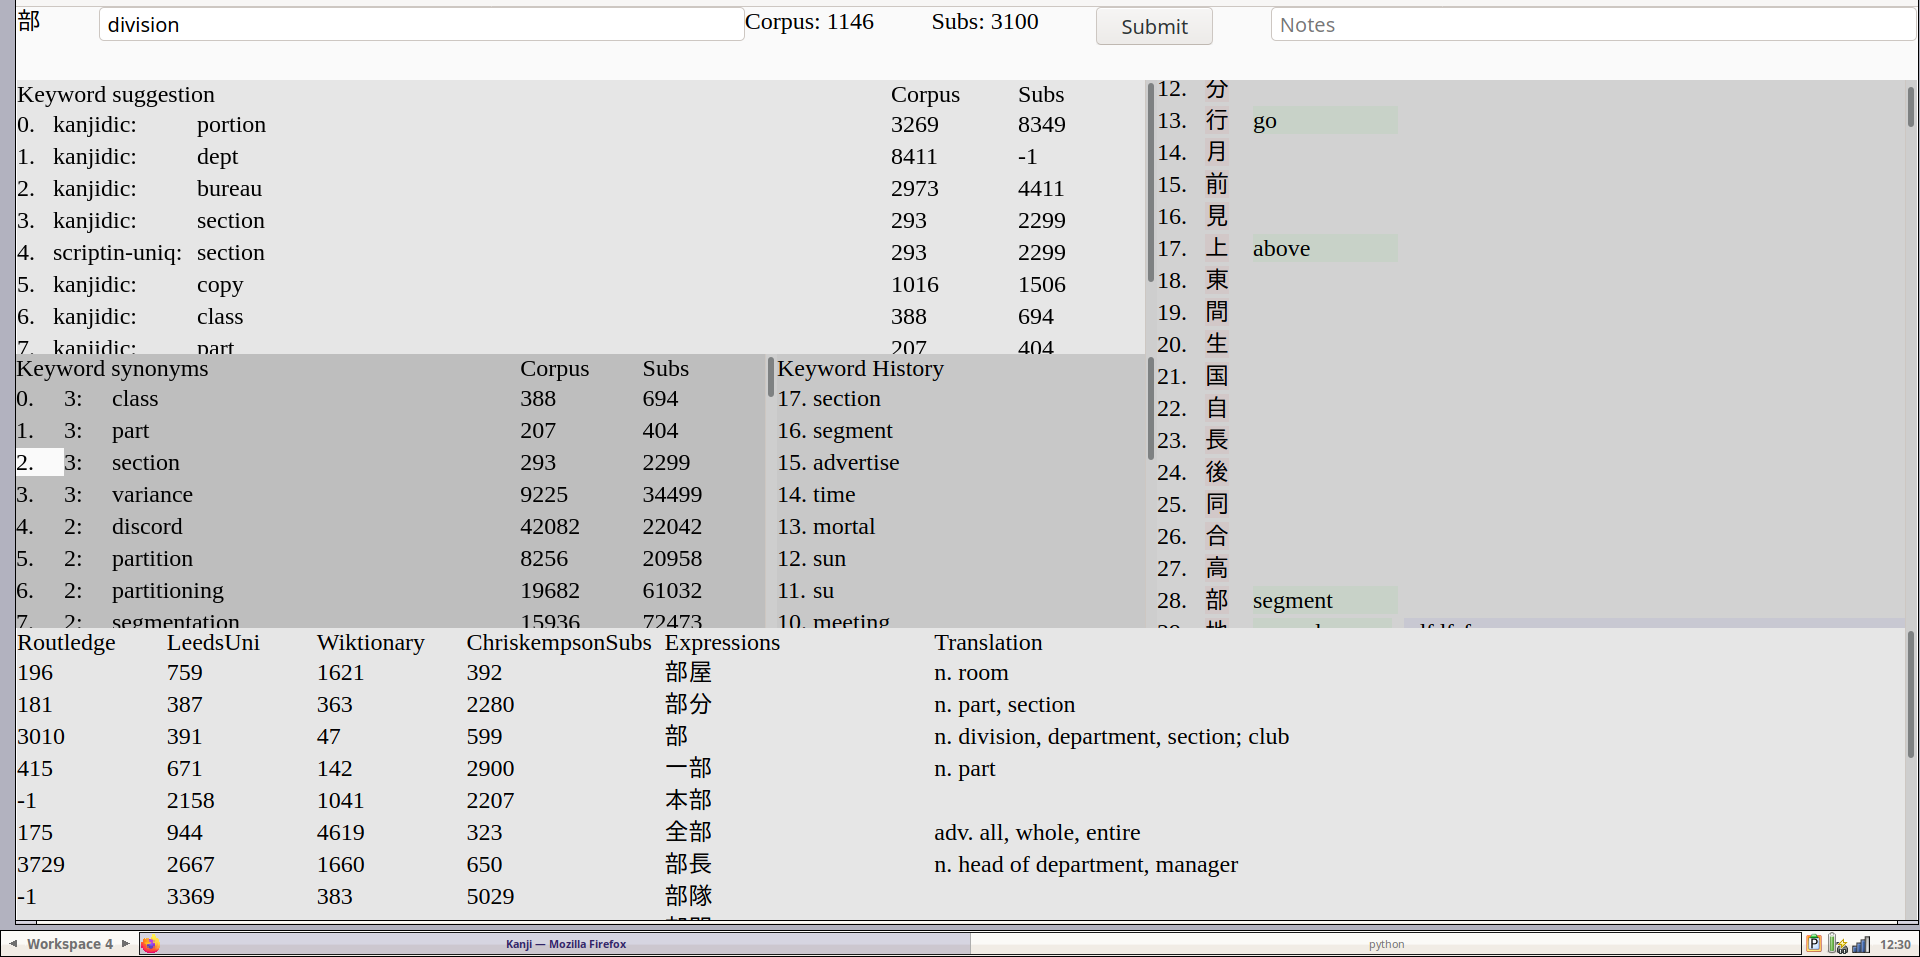 部 division Corpus: 1146 Subs: 3100 Submit Notes
Keyword suggestion Corpus Subs
0. kanjidic: portion 3269 8349
1. kanjidic: dept 8411 -1
2. kanjidic: bureau 2973 4411
3. kanjidic: section 293 2299
4. scriptin-uniq: section 293 2299
5. kanjidic: copy 1016 1506
6. kanjidic: class 388 694
7. kanjidic: part 207 404
Keyword synonyms Corpus Subs
0. 3: class 388 694
1. 3: part 207 404
2. 3: section 293 2299
3. 3: variance 9225 34499
4. 2: discord 42082 22042
5. 2: partition 8256 20958
6. 2: partitioning 19682 61032
7. 2: segmentation 15936 72473
Keyword History
17. section
16. segment
15. advertise
14. time
13. mortal
12. sun
11. su
10. meeting
12. 分
13. 行 go
14. 月
15. 前
16. 見
17. 上 above
18. 東
19. 間
20. 生
21. 国
22. 自
23. 長
24. 後
25. 同
26. 合
27. 高
28. 部 segment
Routledge LeedsUni Wiktionary ChriskempsonSubs Expressions Translation
196 759 1621 392 部屋 n. room
181 387 363 2280 部分 n. part, section
3010 391 47 599 部 n. division, department, section; club
415 671 142 2900 一部 n. part
-1 2158 1041 2207 本部
175 944 4619 323 全部 adv. all, whole, entire
3729 2667 1660 650 部長 n. head of department, manager
-1 3369 383 5029 部隊
Workspace 4 Kanji — Mozilla Firefox python 12:30